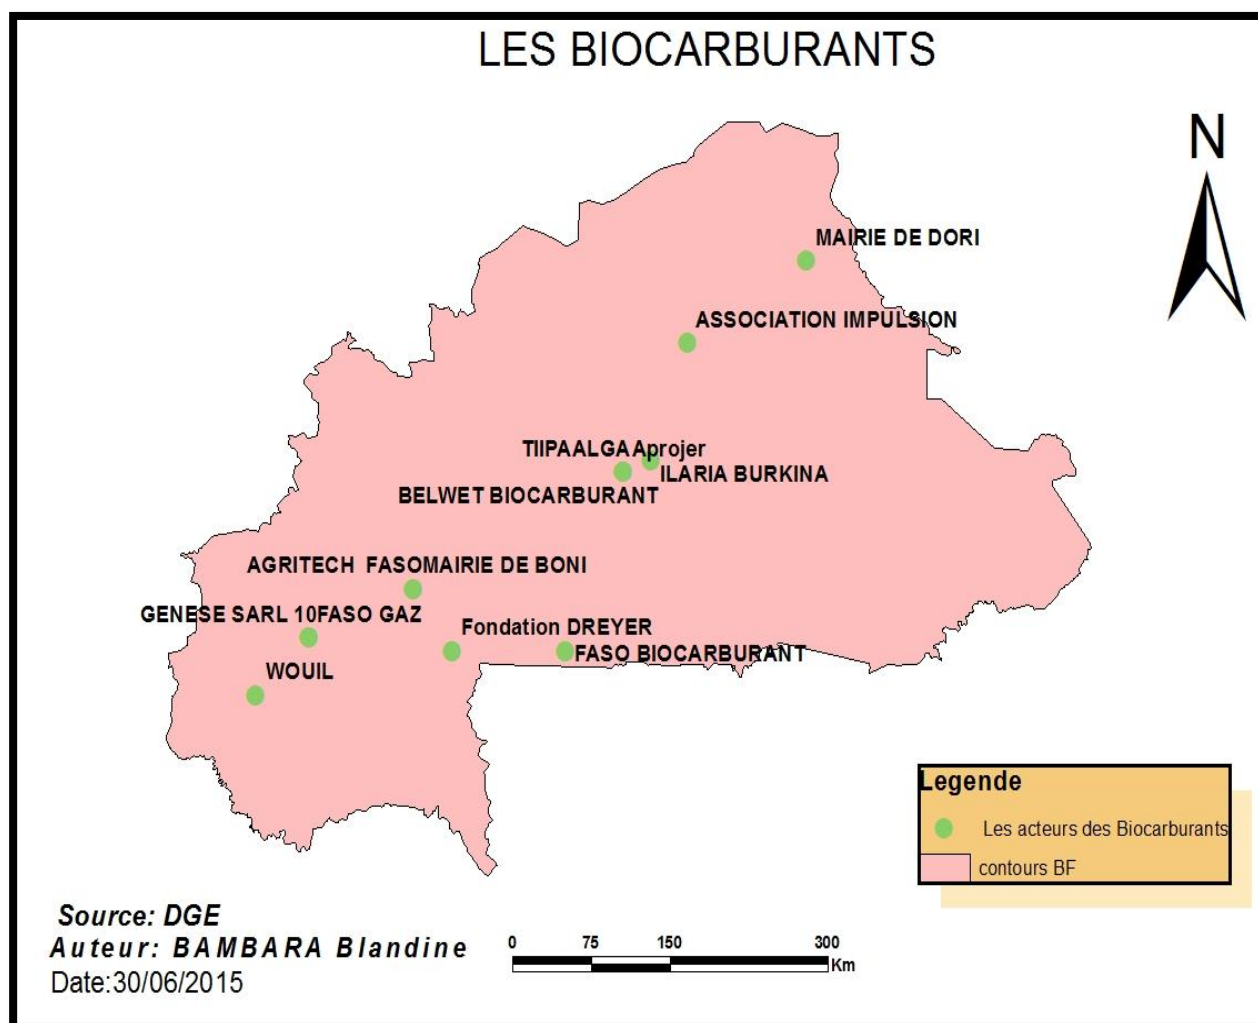 LES BIOCARBURANTS
N
MAIRIE DE DORI
ASSOCIATION IMPULSION
TIIPAALGAAprojer
ILARIA BURKINA
BELWET BIOCARBURANT
AGRITECH FASOMAIRIE DE BONI
GENESE SARL 10FASO GAZ
Fondation DREYER
FASO BIOCARBURANT
WOUIL
Legende
Les acteurs des Biocarburants
contours BF
Source: DGE
Auteur: BAMBARA Blandine
Date:30/06/2015
0 75 150 300
Km